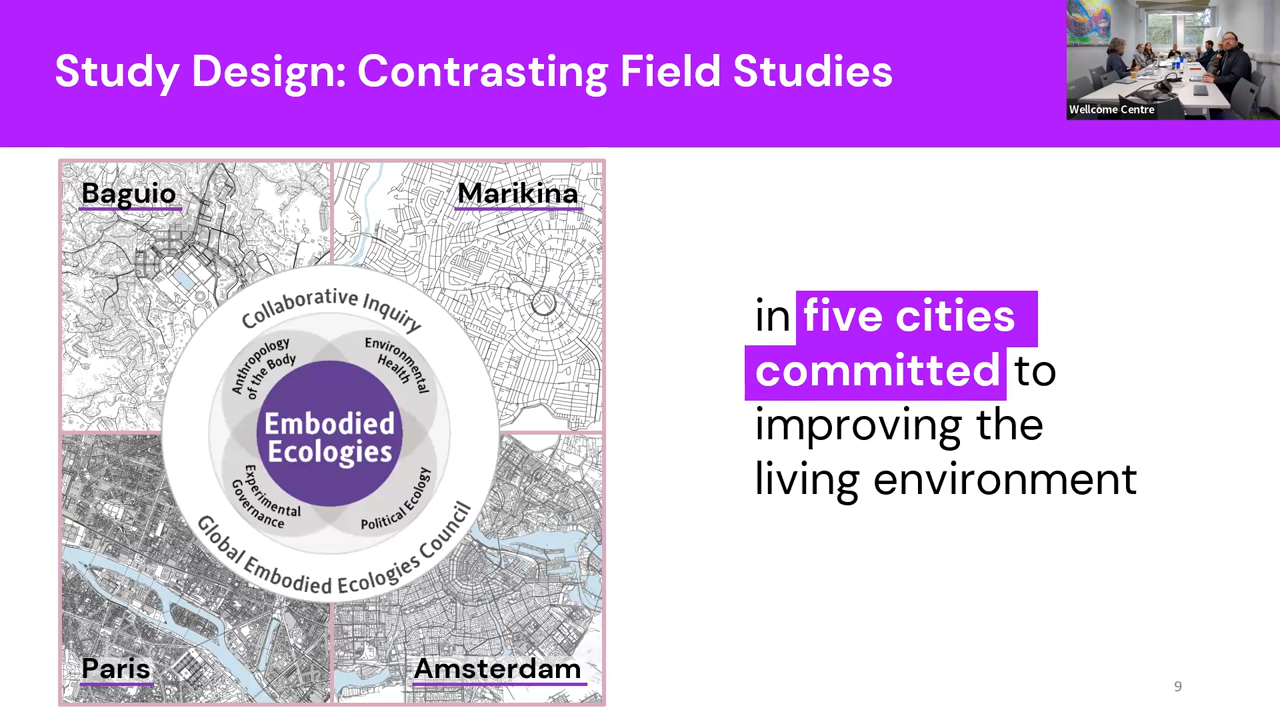 Study Design: Contrasting Field Studies
Wellcome Centre
Baguio
Marikina
Collaborative Inquiry
Anthropology
of the Body
Environmental
Health
Embodied
Ecologies
Experimental
Governance
Political Ecology
Global Embodied Ecologies Council
Paris
Amsterdam
in five cities
committed to
improving the
living environment
9